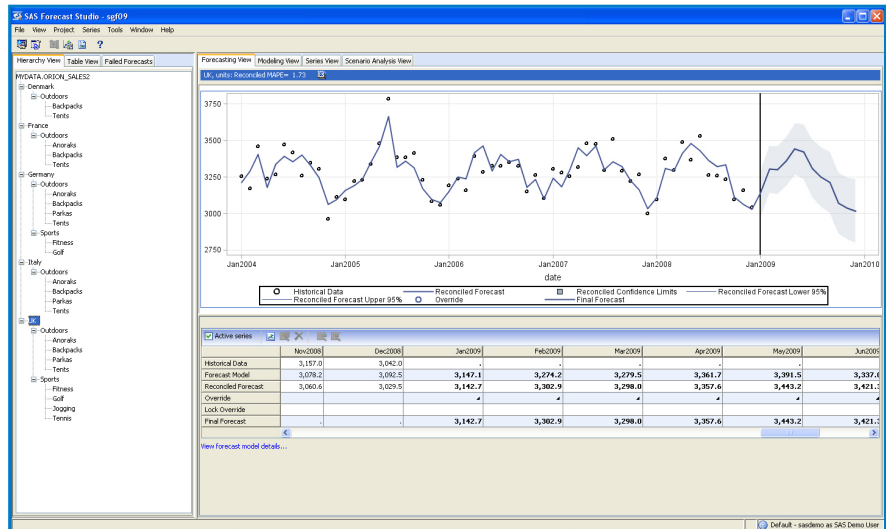 SAS Forecast Studio - sgf09
File View Project Series Tools Window Help
Hierarchy View Table View Failed Forecasts
MYDATA.ORION_SALES2
Denmark
Outdoors
Backpacks
Tents
France
Outdoors
Anoraks
Backpacks
Tents
Germany
Outdoors
Anoraks
Backpacks
Parkas
Tents
Sports
Fitness
Golf
Italy
Outdoors
Anoraks
Backpacks
Parkas
Tents
UK
Outdoors
Anoraks
Backpacks
Parkas
Tents
Sports
Fitness
Golf
Jogging
Tennis
Forecasting View Modeling View Series View Scenario Analysis View
UK, units: Reconciled MAPE= 1.73
3750
3500
3250
3000
2750
Jan2004 Jan2005 Jan2006 Jan2007 Jan2008 Jan2009 Jan2010
date
Historical Data Reconciled Forecast Reconciled Confidence Limits Reconciled Forecast Lower 95%
Reconciled Forecast Upper 95% Override Final Forecast
Active series
Nov2008 Dec2008 Jan2009 Feb2009 Mar2009 Apr2009 May2009 Jun2009
Historical Data 3,157.0 3,042.0 . . . . . .
Forecast Model 3,078.2 3,092.5 3,147.1 3,274.2 3,279.5 3,361.7 3,391.5 3,337.
Reconciled Forecast 3,060.6 3,029.5 3,142.7 3,302.9 3,298.0 3,357.6 3,443.2 3,421.
Override
Lock Override
Final Forecast . . 3,142.7 3,302.9 3,298.0 3,357.6 3,443.2 3,421.
View forecast model details...
Default - sasdemo as SAS Demo User